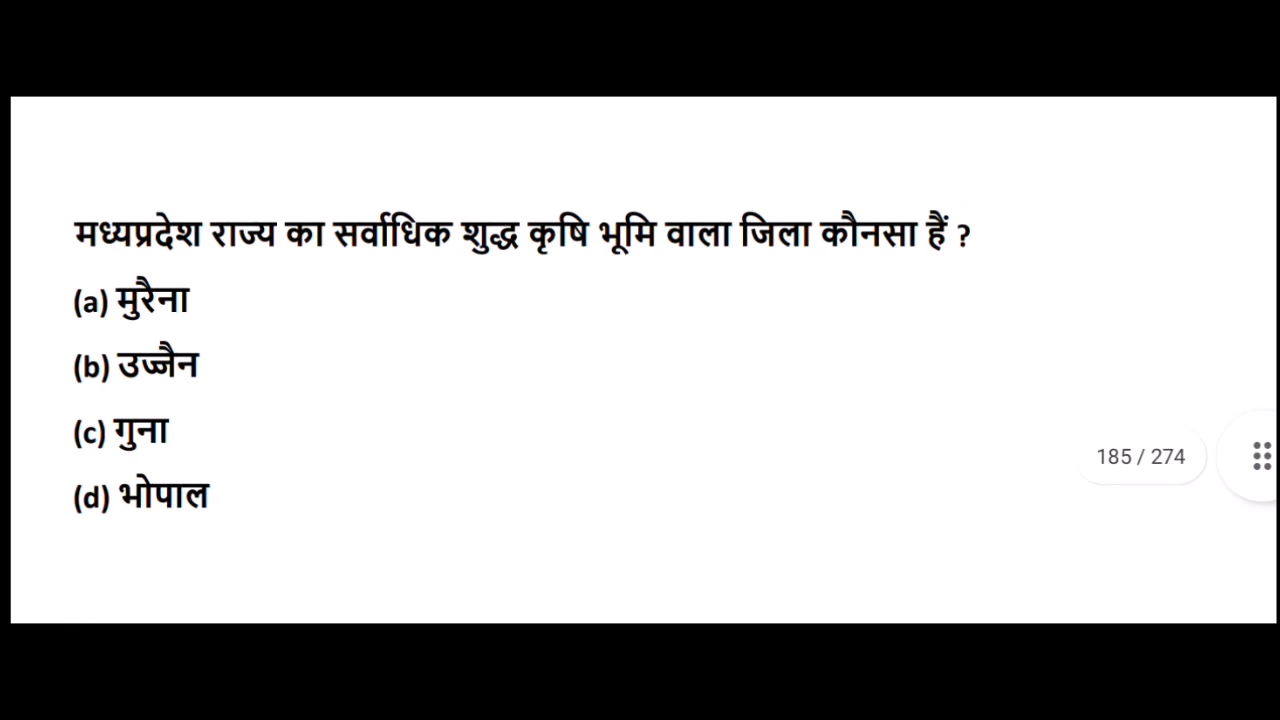 मध्यप्रदेश राज्य का सर्वाधिक शुद्ध कृषि भूमि वाला जिला कौनसा हैं ?
(a) मुरैना
(b) उज्जैन
(c) गुना
185 / 274
(d) भोपाल